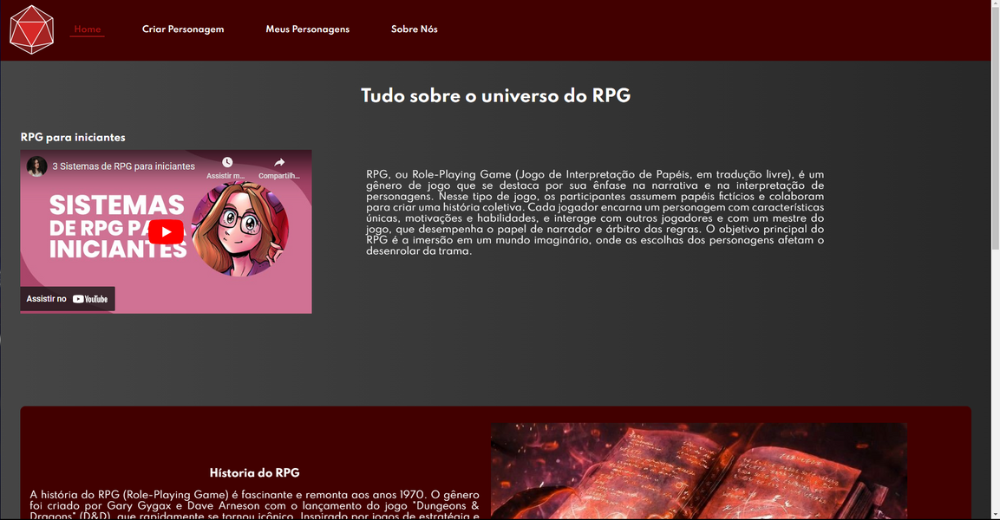 Home
Criar Personagem
Meus Personagens
Sobre Nós
Tudo sobre o universo do RPG
RPG para iniciantes
3 Sistemas de RPG para iniciantes
Assistir m...
Compartilh...
SISTEMAS
DE RPG PA
INICIANTES
Assistir no YouTube
RPG, ou Role-Playing Game (Jogo de Interpretação de Papéis, em tradução livre), é um
gênero de jogo que se destaca por sua ênfase na narrativa e na interpretação de
personagens. Nesse tipo de jogo, os participantes assumem papéis fictícios e colaboram
para criar uma história coletiva. Cada jogador encarna um personagem com características
únicas, motivações e habilidades, e interage com outros jogadores e com um mestre do
jogo, que desempenha o papel de narrador e árbitro das regras. O objetivo principal do
RPG é a imersão em um mundo imaginário, onde as escolhas dos personagens afetam o
desenrolar da trama.
Hístoria do RPG
A história do RPG (Role-Playing Game) é fascinante e remonta aos anos 1970. O gênero
foi criado por Gary Gygax e Dave Arneson com o lançamento do jogo "Dungeons &
Dragons" (D&D), que rapidamente se tornou icônico. Inspirado por jogos de estratégia e